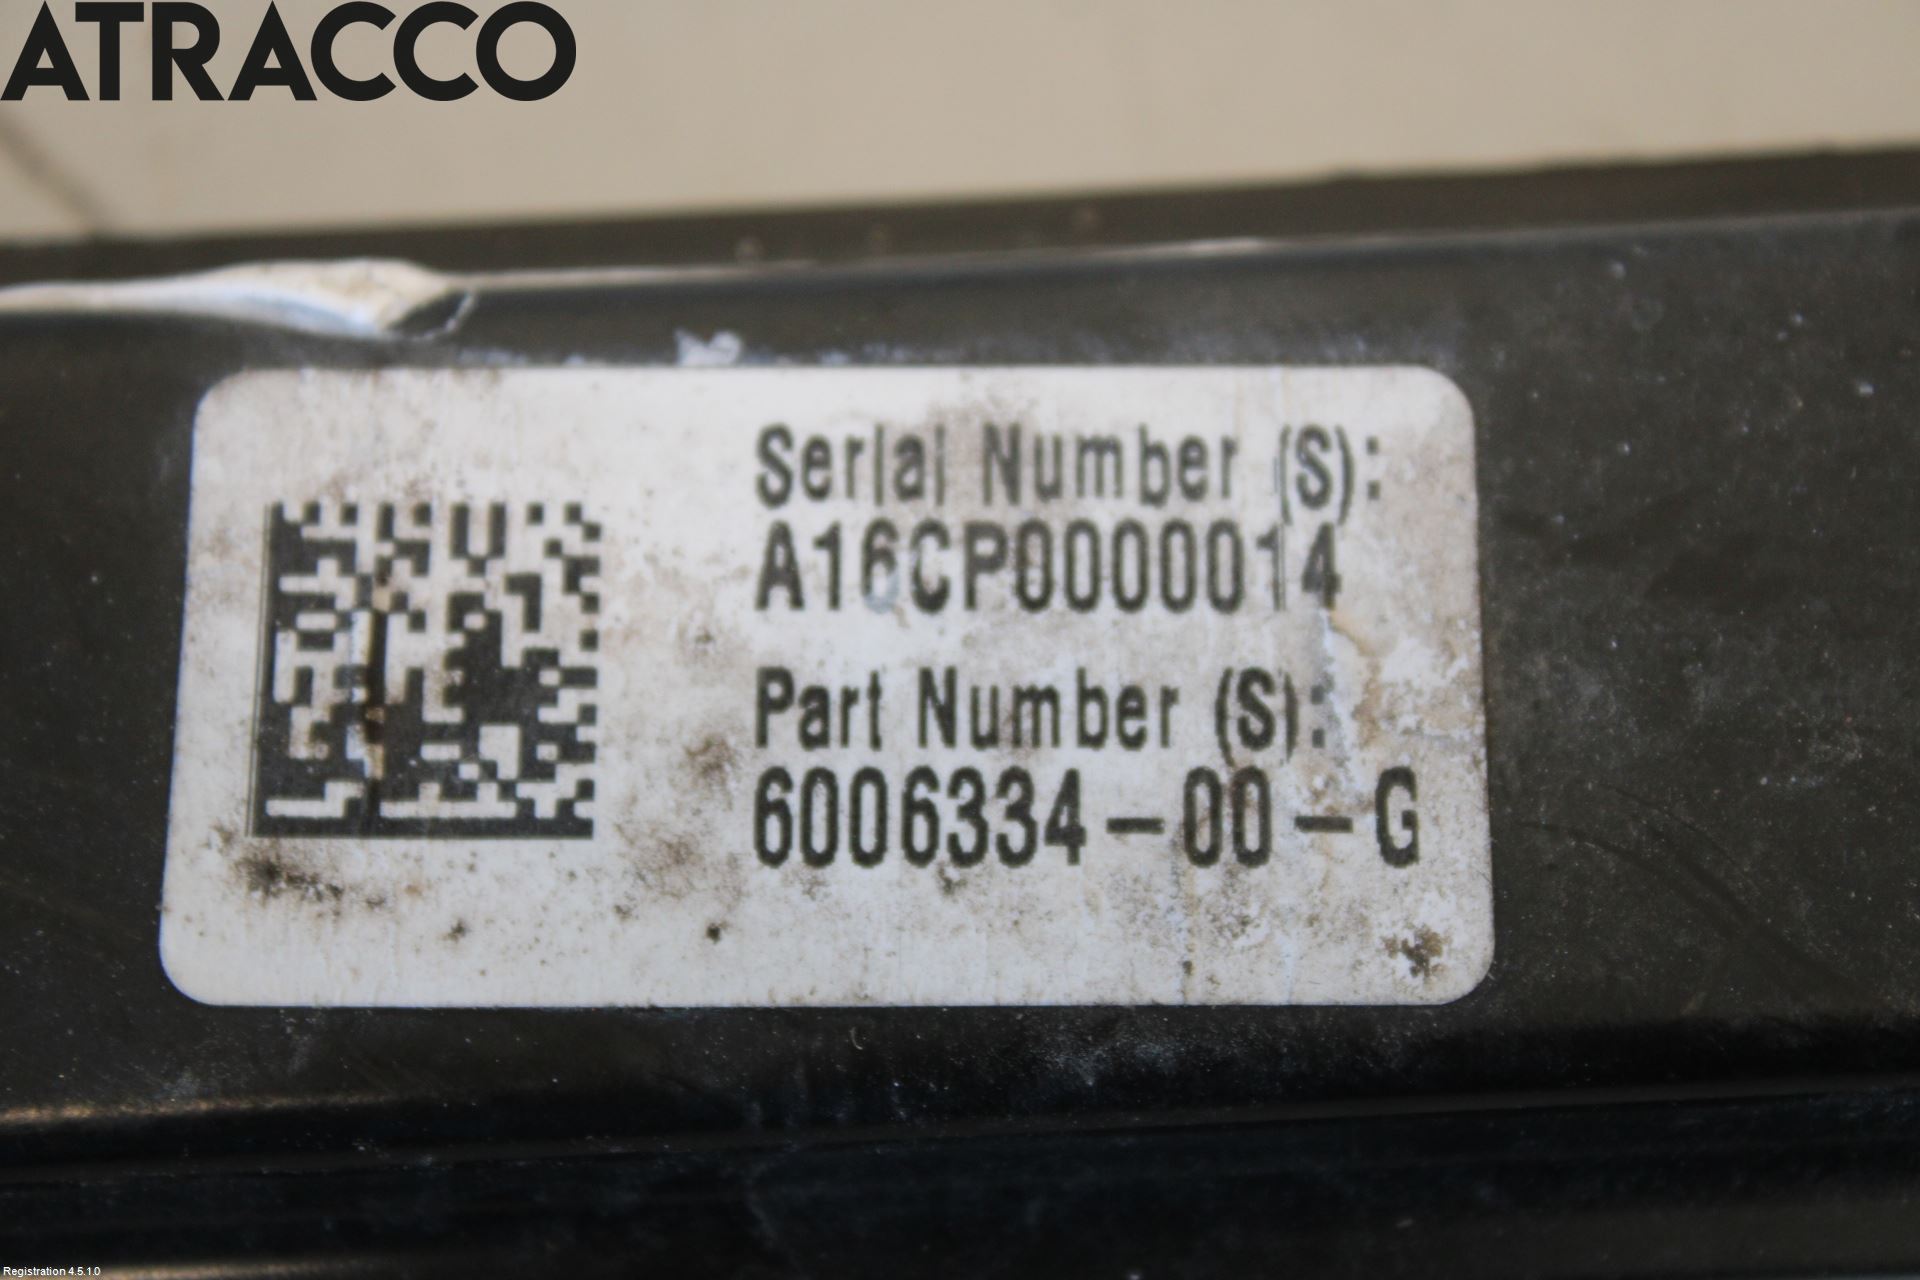 ATRACCO
Serial Number (S):
A16CP0000014
Part Number (S):
6006334-00-G
Registration 4.5.1.0